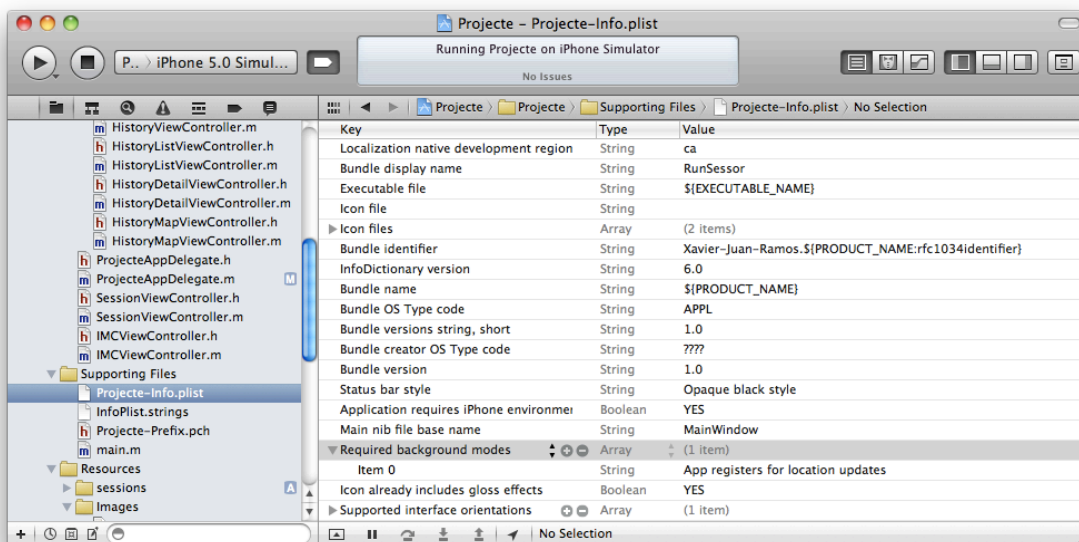 Projecte – Projecte-Info.plist
P.. › iPhone 5.0 Simul...
Running Projecte on iPhone Simulator
No Issues
Projecte › Projecte › Supporting Files › Projecte-Info.plist › No Selection
HistoryViewController.m
HistoryListViewController.h
HistoryListViewController.m
HistoryDetailViewController.h
HistoryDetailViewController.m
HistoryMapViewController.h
HistoryMapViewController.m
ProjecteAppDelegate.h
ProjecteAppDelegate.m M
SessionViewController.h
SessionViewController.m
IMCViewController.h
IMCViewController.m
Supporting Files
Projecte-Info.plist
InfoPlist.strings
Projecte-Prefix.pch
main.m
Resources
sessions A
Images
Key Type Value
Localization native development region String ca
Bundle display name String RunSessor
Executable file String ${EXECUTABLE_NAME}
Icon file String
Icon files Array (2 items)
Bundle identifier String Xavier-Juan-Ramos.${PRODUCT_NAME:rfc1034identifier}
InfoDictionary version String 6.0
Bundle name String ${PRODUCT_NAME}
Bundle OS Type code String APPL
Bundle versions string, short String 1.0
Bundle creator OS Type code String ????
Bundle version String 1.0
Status bar style String Opaque black style
Application requires iPhone environmer Boolean YES
Main nib file base name String MainWindow
Required background modes Array (1 item)
Item 0 String App registers for location updates
Icon already includes gloss effects Boolean YES
Supported interface orientations Array (1 item)
No Selection